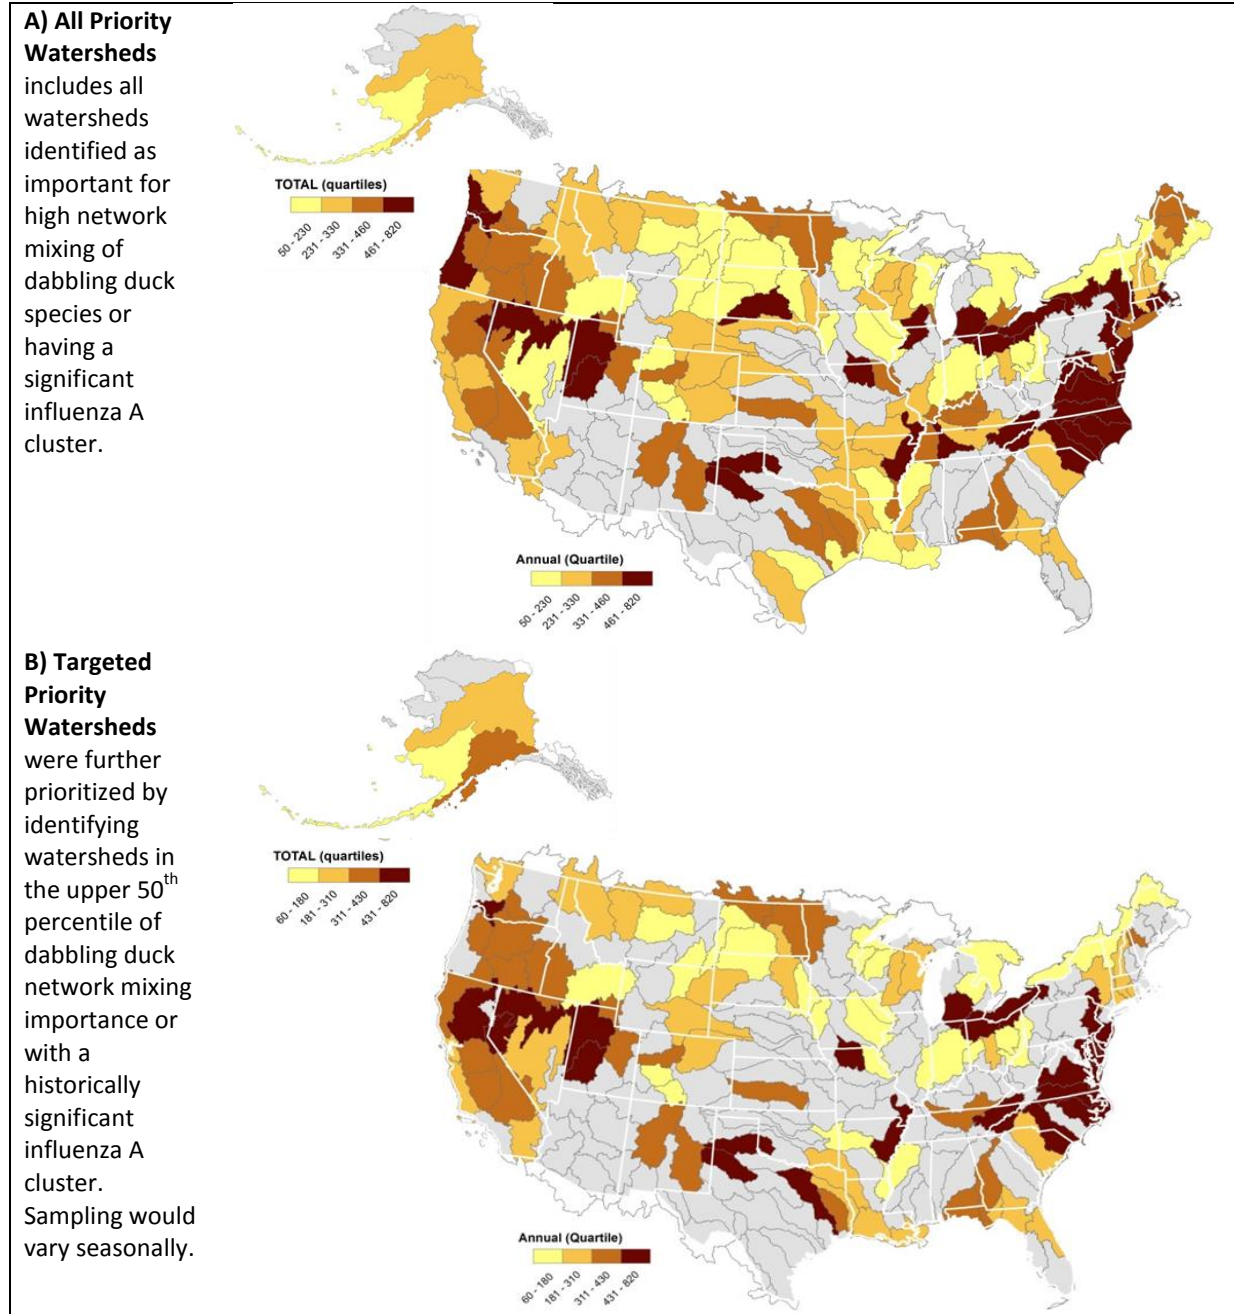 A) All Priority
Watersheds
includes all
watersheds
identified as
important for
high network
mixing of
dabbling duck
species or
having a
significant
influenza A
cluster.
TOTAL (quartiles)
50 - 230
231 - 330
331 - 460
461 - 820
Annual (Quartile)
50 - 230
231 - 330
331 - 460
461 - 820
B) Targeted
Priority
Watersheds
were further
prioritized by
identifying
watersheds in
the upper 50th
percentile of
dabbling duck
network mixing
importance or
with a
historically
significant
influenza A
cluster.
Sampling would
vary seasonally.
TOTAL (quartiles)
60 - 180
181 - 310
311 - 430
431 - 820
Annual (Quartile)
60 - 180
181 - 310
311 - 430
431 - 820